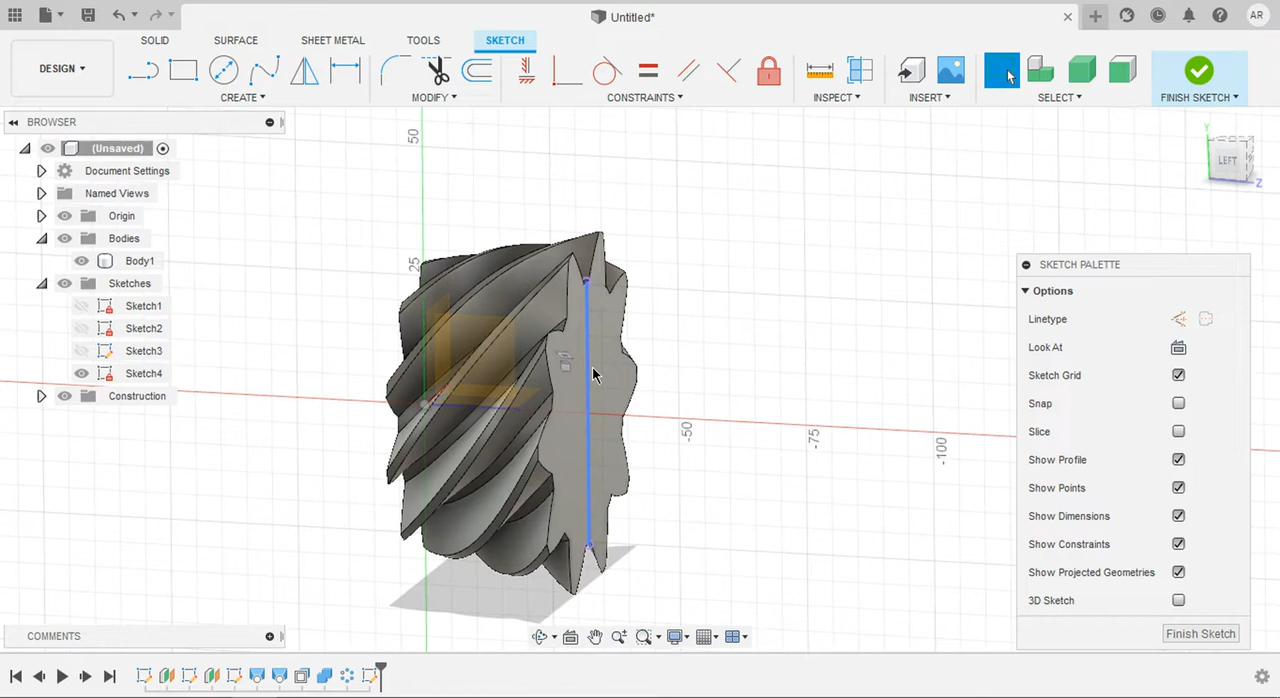 Untitled*
AR
DESIGN
SOLID
SURFACE
SHEET METAL
TOOLS
SKETCH
CREATE
MODIFY
CONSTRAINTS
INSPECT
INSERT
SELECT
FINISH SKETCH
BROWSER
(Unsaved)
Document Settings
Named Views
Origin
Bodies
Body1
Sketches
Sketch1
Sketch2
Sketch3
Sketch4
Construction
50
25
-50
-75
-100
Y
LEFT
Z
SKETCH PALETTE
Options
Linetype
Look At
Sketch Grid
Snap
Slice
Show Profile
Show Points
Show Dimensions
Show Constraints
Show Projected Geometries
3D Sketch
Finish Sketch
COMMENTS